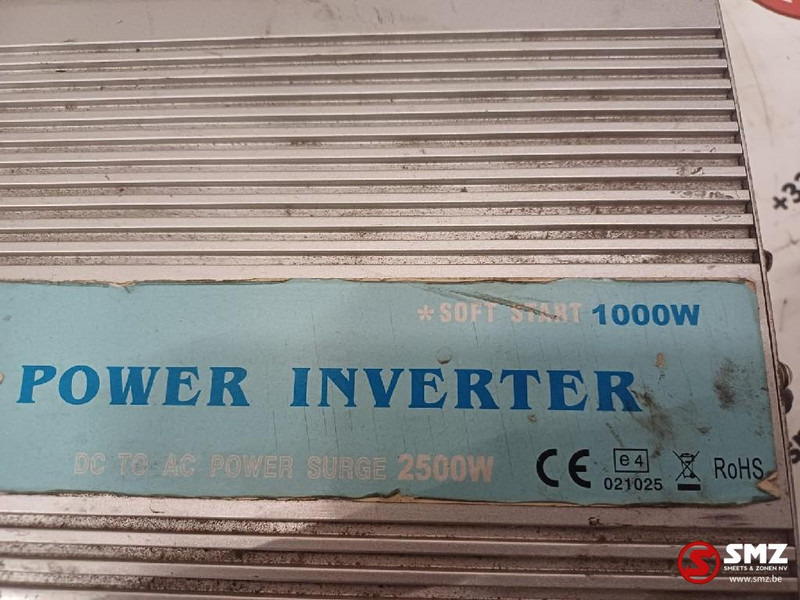 *SOFT START 1000W
POWER INVERTER
DC TO AC POWER SURGE 2500W
CE e4 RoHS
021025
+33
SMZ
SMEETS & ZONEN NV
www.smz.be